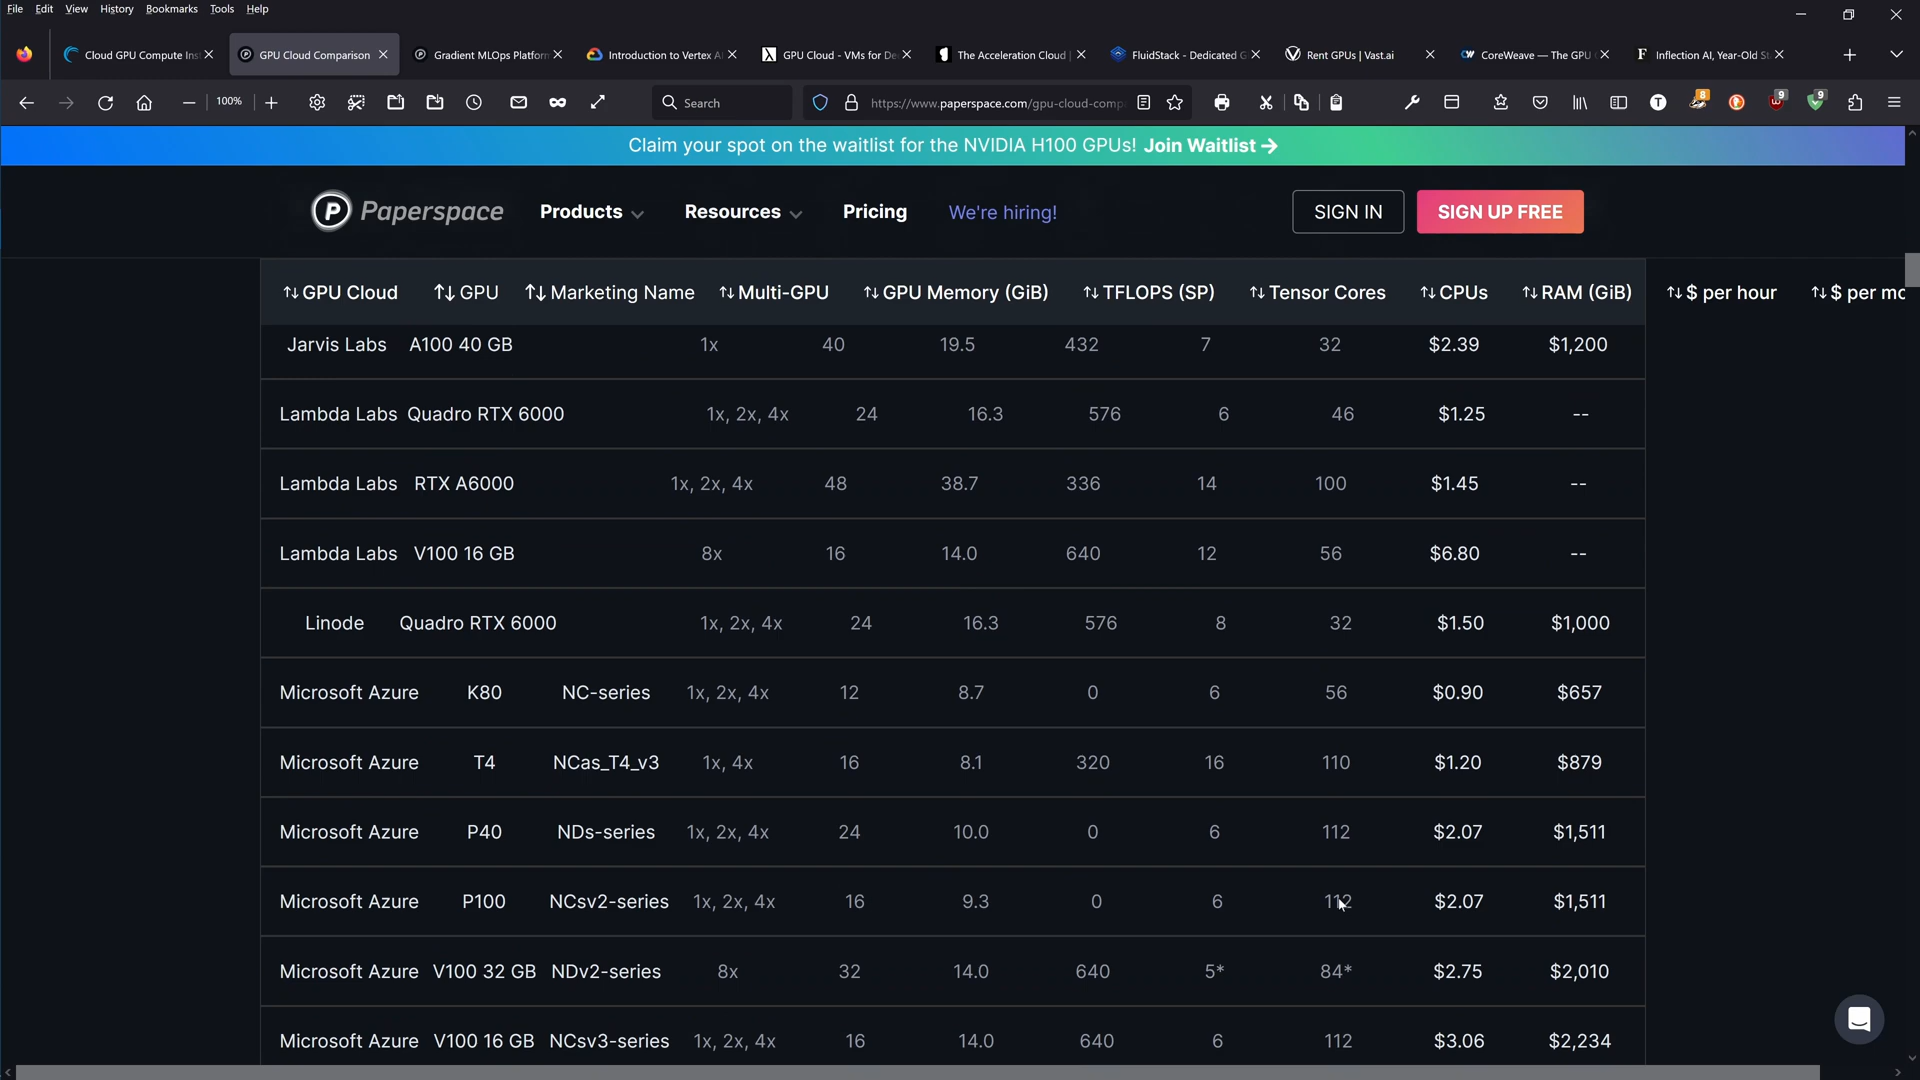 File Edit View History Bookmarks Tools Help
Cloud GPU Compute Ins
GPU Cloud Comparison
Gradient MLOps Platform
Introduction to Vertex AI
GPU Cloud - VMs for De
The Acceleration Cloud |
FluidStack - Dedicated G
Rent GPUs | Vast.ai
CoreWeave — The GPU
Inflection AI, Year-Old St
100% Search https://www.paperspace.com/gpu-cloud-comp 8 9 9
Claim your spot on the waitlist for the NVIDIA H100 GPUs! Join Waitlist →
Paperspace Products Resources Pricing We're hiring! SIGN IN SIGN UP FREE
GPU Cloud GPU Marketing Name Multi-GPU GPU Memory (GiB) TFLOPS (SP) Tensor Cores CPUs RAM (GiB) $ per hour $ per mo
Jarvis Labs A100 40 GB 1x 40 19.5 432 7 32 $2.39 $1,200
Lambda Labs Quadro RTX 6000 1x, 2x, 4x 24 16.3 576 6 46 $1.25 --
Lambda Labs RTX A6000 1x, 2x, 4x 48 38.7 336 14 100 $1.45 --
Lambda Labs V100 16 GB 8x 16 14.0 640 12 56 $6.80 --
Linode Quadro RTX 6000 1x, 2x, 4x 24 16.3 576 8 32 $1.50 $1,000
Microsoft Azure K80 NC-series 1x, 2x, 4x 12 8.7 0 6 56 $0.90 $657
Microsoft Azure T4 NCas_T4_v3 1x, 4x 16 8.1 320 16 110 $1.20 $879
Microsoft Azure P40 NDs-series 1x, 2x, 4x 24 10.0 0 6 112 $2.07 $1,511
Microsoft Azure P100 NCsv2-series 1x, 2x, 4x 16 9.3 0 6 112 $2.07 $1,511
Microsoft Azure V100 32 GB NDv2-series 8x 32 14.0 640 5* 84* $2.75 $2,010
Microsoft Azure V100 16 GB NCsv3-series 1x, 2x, 4x 16 14.0 640 6 112 $3.06 $2,234